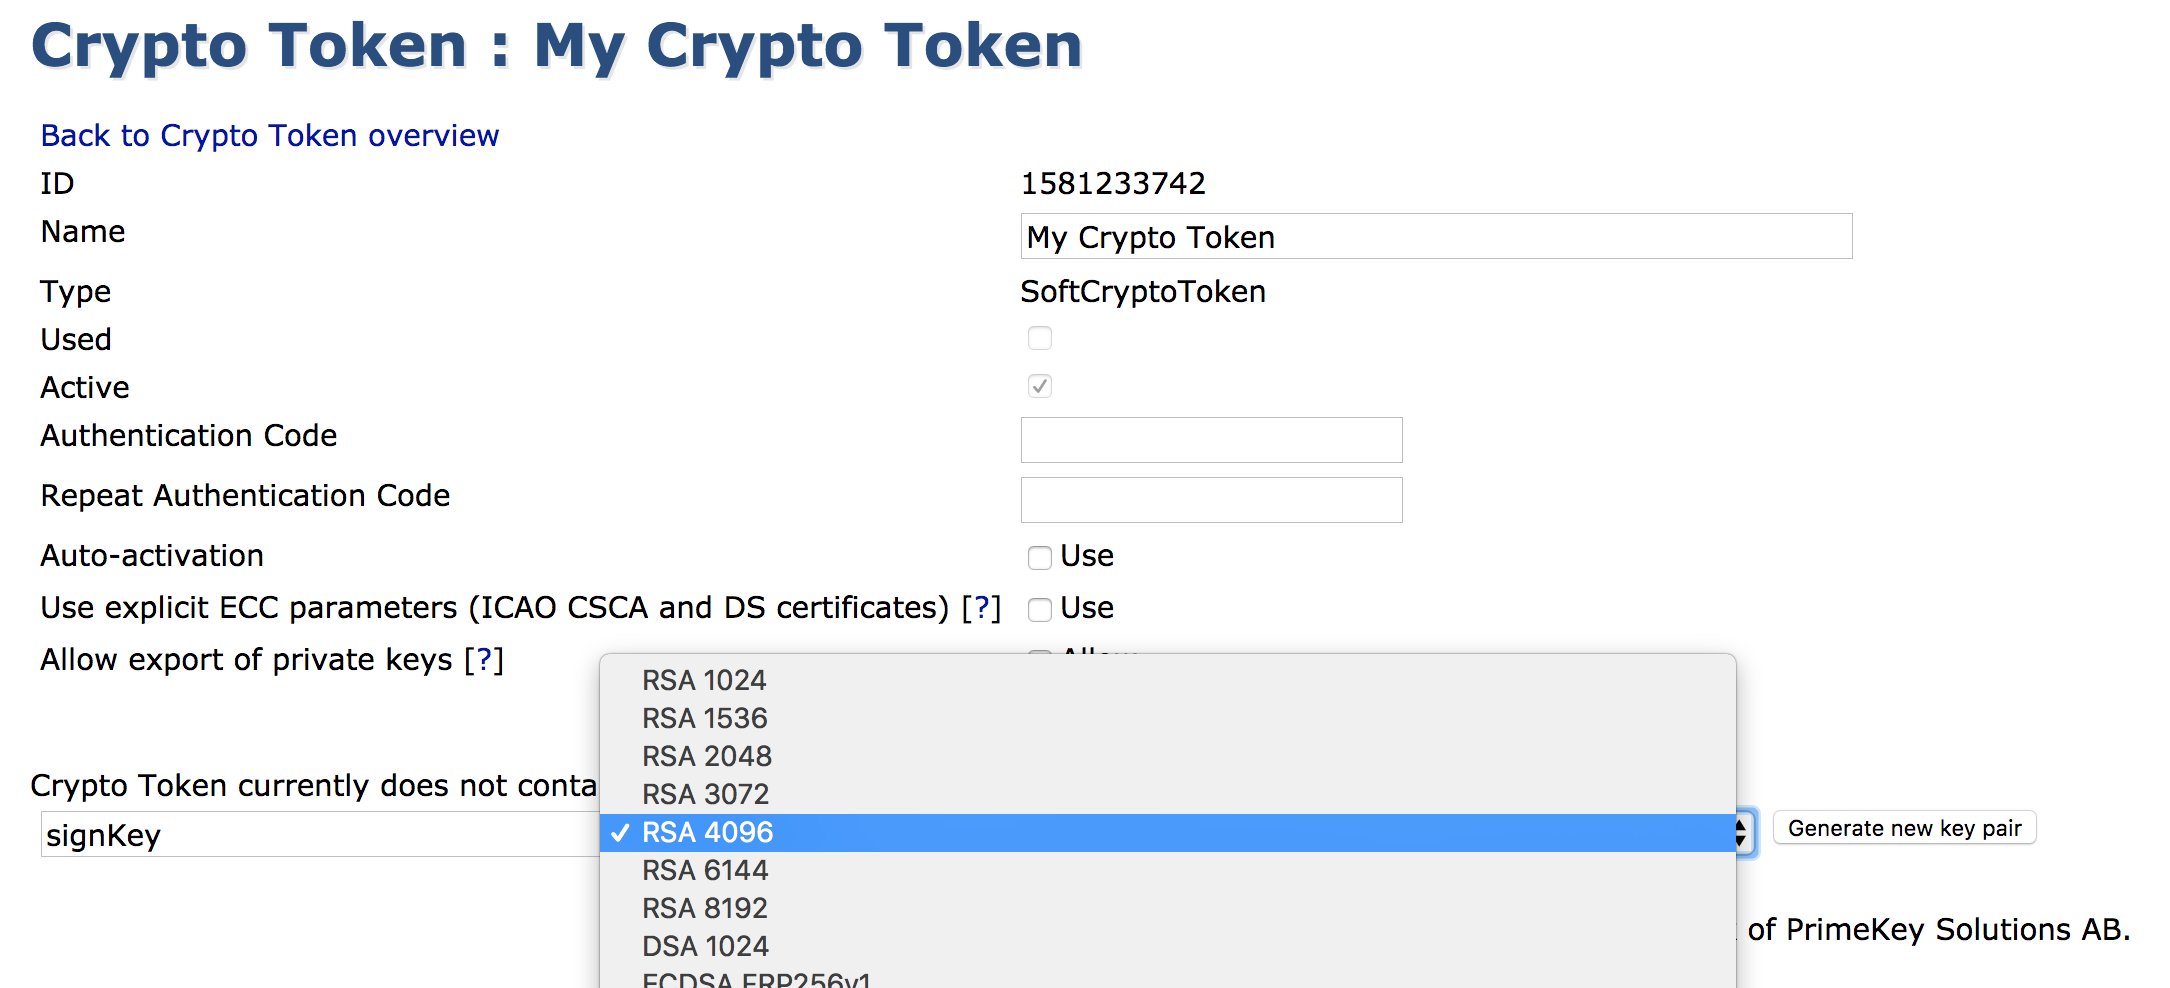 Crypto Token : My Crypto Token
Back to Crypto Token overview
ID 1581233742
Name My Crypto Token
Type SoftCryptoToken
Used
Active
Authentication Code
Repeat Authentication Code
Auto-activation Use
Use explicit ECC parameters (ICAO CSCA and DS certificates) [?] Use
Allow export of private keys [?]
RSA 1024
RSA 1536
RSA 2048
RSA 3072
Crypto Token currently does not conta
signKey RSA 4096 Generate new key pair
RSA 6144
RSA 8192
of PrimeKey Solutions AB.
DSA 1024